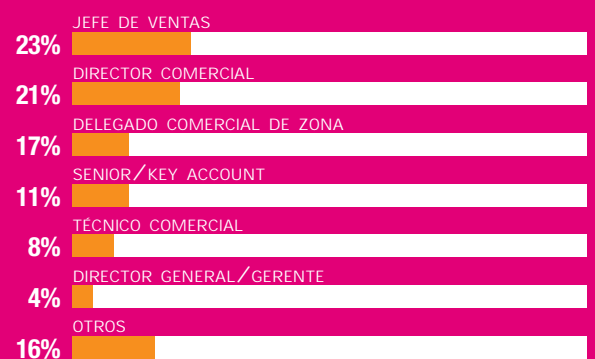 JEFE DE VENTAS
23%
DIRECTOR COMERCIAL
21%
DELEGADO COMERCIAL DE ZONA
17%
SENIOR/KEY ACCOUNT
11%
TÉCNICO COMERCIAL
8%
DIRECTOR GENERAL/GERENTE
4%
OTROS
16%